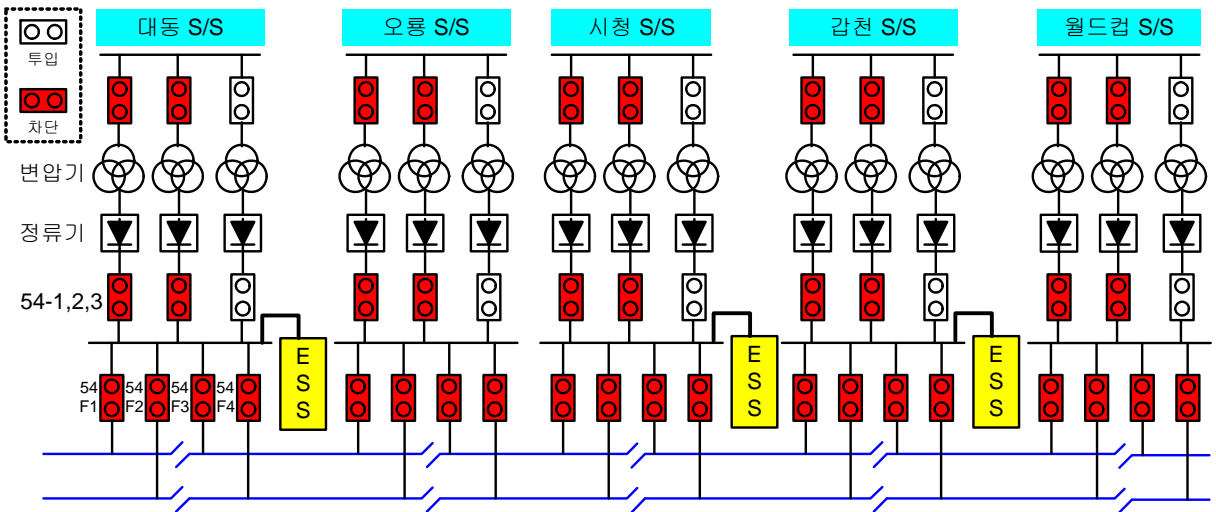 대동 S/S
오룡 S/S
시청 S/S
갑천 S/S
월드컵 S/S
투입
차단
변압기
정류기
54-1,2,3
54
F1
54
F2
54
F3
54
F4
E
S
S
E
S
S
E
S
S